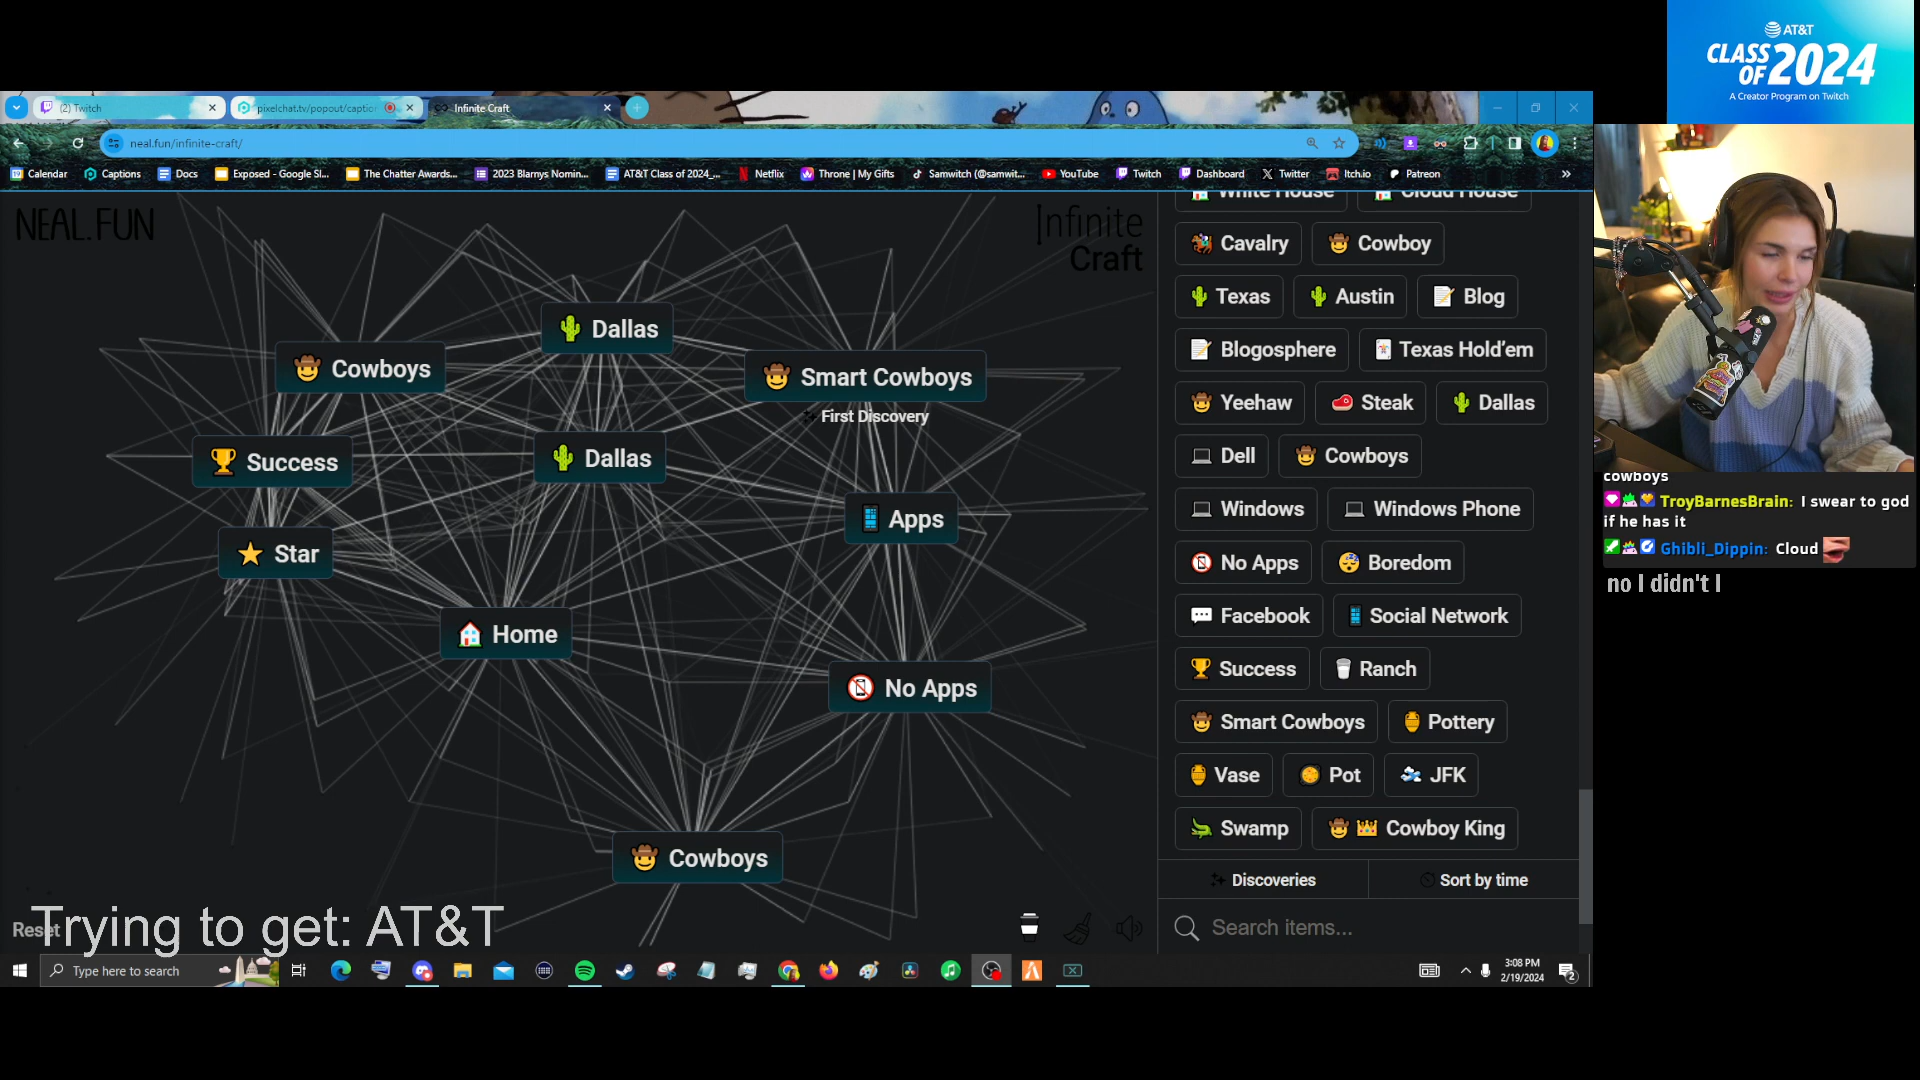 AT&T
CLASS
OF 2024
A Creator Program on Twitch
(2) Twitch
pixelchat.tv/popout/captio
Infinite Craft
neal.fun/infinite-craft/
Calendar
Captions
Docs
Exposed - Google Sl...
The Chatter Awards...
2023 Blarnys Nomin...
AT&T Class of 2024_...
Netflix
Throne | My Gifts
Samwitch (@samwit...
YouTube
Twitch
Dashboard
Twitter
Itch.io
Patreon
NEAL.FUN
Infinite
Craft
Dallas
Cowboys
Smart Cowboys
First Discovery
Success
Dallas
Apps
Star
Home
No Apps
Cowboys
White House
Cloud House
Cavalry
Cowboy
Texas
Austin
Blog
Blogosphere
Texas Hold’em
Yeehaw
Steak
Dallas
Dell
Cowboys
Windows
Windows Phone
No Apps
Boredom
Facebook
Social Network
Success
Ranch
Smart Cowboys
Pottery
Vase
Pot
JFK
Swamp
Cowboy King
Discoveries
Sort by time
Search items...
Reset
Trying to get: AT&T
cowboys
TroyBarnesBrain: I swear to god
if he has it
Ghibli_Dippin: Cloud
no I didn't I
Type here to search
3:08 PM
2/19/2024
2